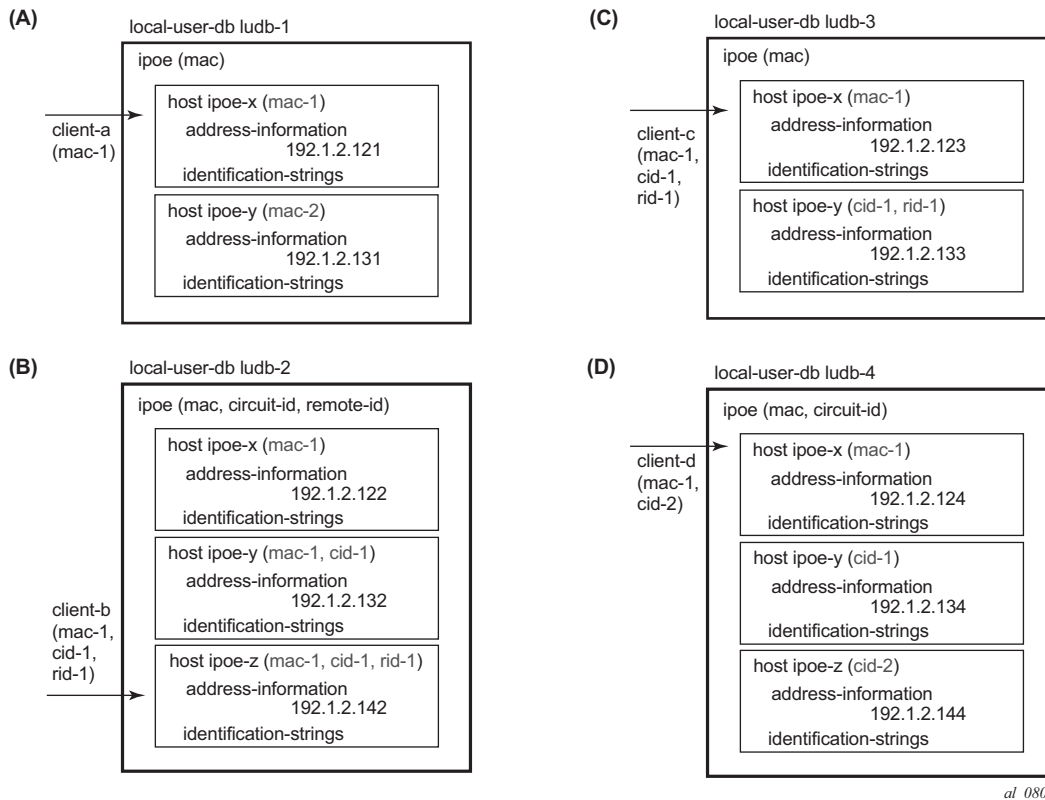 (A)
local-user-db ludb-1
ipoe (mac)
host ipoe-x (mac-1)
address-information
192.1.2.121
identification-strings
host ipoe-y (mac-2)
address-information
192.1.2.131
identification-strings
client-a
(mac-1)
(C)
local-user-db ludb-3
ipoe (mac)
host ipoe-x (mac-1)
address-information
192.1.2.123
identification-strings
host ipoe-y (cid-1, rid-1)
address-information
192.1.2.133
identification-strings
client-c
(mac-1,
cid-1,
rid-1)
(B)
local-user-db ludb-2
ipoe (mac, circuit-id, remote-id)
host ipoe-x (mac-1)
address-information
192.1.2.122
identification-strings
host ipoe-y (mac-1, cid-1)
address-information
192.1.2.132
identification-strings
host ipoe-z (mac-1, cid-1, rid-1)
address-information
192.1.2.142
identification-strings
client-b
(mac-1,
cid-1,
rid-1)
(D)
local-user-db ludb-4
ipoe (mac, circuit-id)
host ipoe-x (mac-1)
address-information
192.1.2.124
identification-strings
host ipoe-y (cid-1)
address-information
192.1.2.134
identification-strings
host ipoe-z (cid-2)
address-information
192.1.2.144
identification-strings
client-d
(mac-1,
cid-2)
al_080